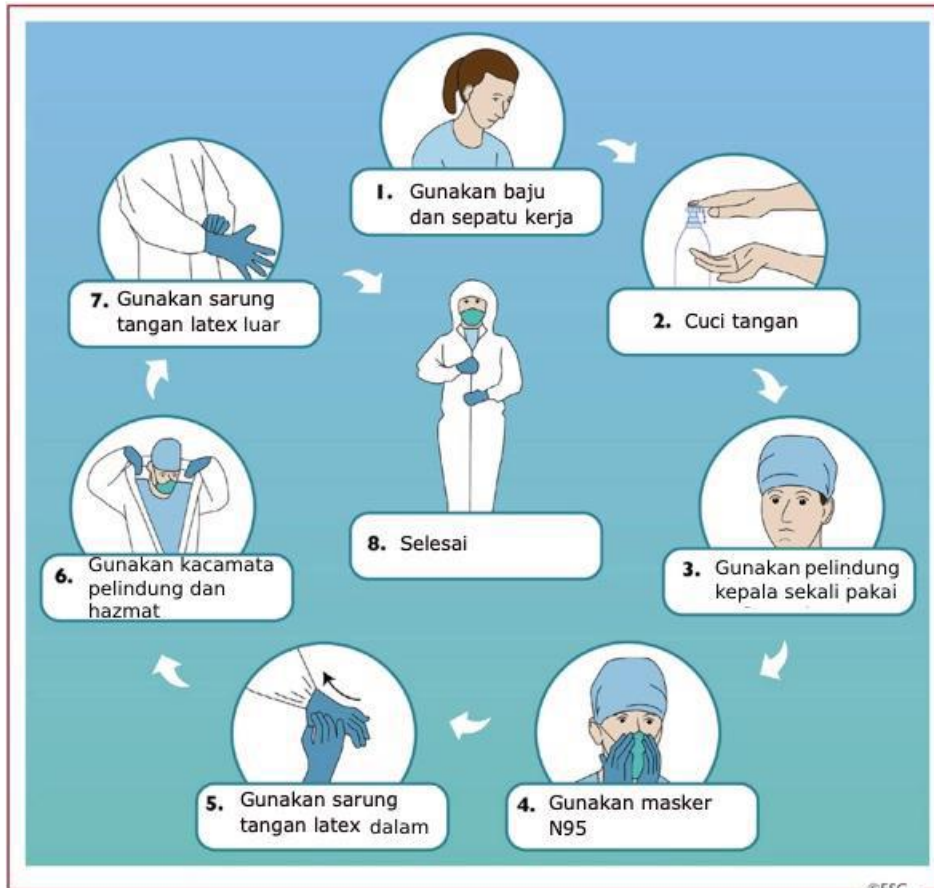 1. Gunakan baju
dan sepatu kerja
2. Cuci tangan
3. Gunakan pelindung
kepala sekali pakai
4. Gunakan masker
N95
5. Gunakan sarung
tangan latex dalam
6. Gunakan kacamata
pelindung dan
hazmat
7. Gunakan sarung
tangan latex luar
8. Selesai